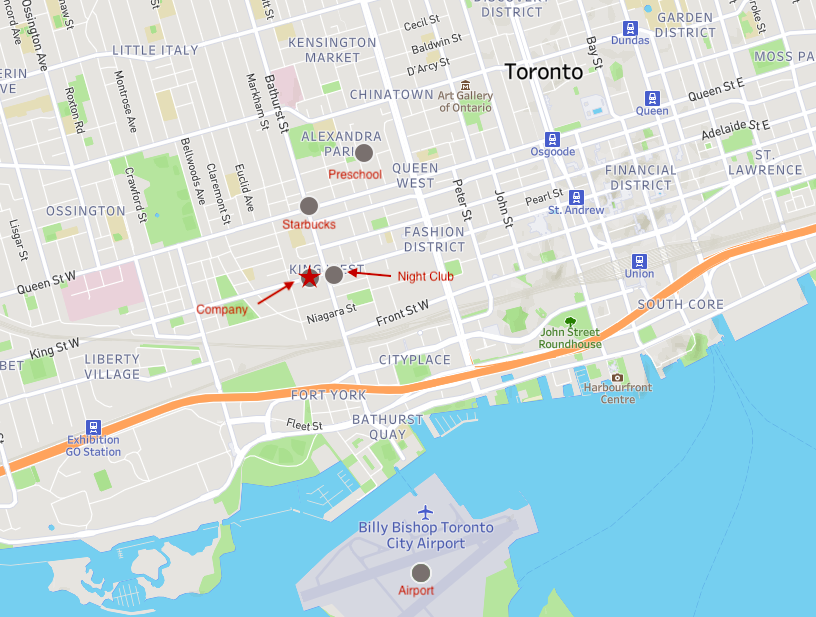 DISCOVERY
DISTRICT
Cecil St
Baldwin St
D'Arcy St
GARDEN
DISTRICT
Dundas
Bay St
MOSS PA
roke St
Ossington Ave
LITTLE ITALY
KENSINGTON
MARKET
Toronto
CHINATOWN
Art Gallery
of Ontario
Queen
Queen St E
Adelaide St E
Roxton Rd
Montrose Ave
Markham St
Bathurst St
ALEXANDRA
PARK
Preschool
QUEEN
WEST
Osgoode
FINANCIAL
DISTRICT
ST.
LAWRENCE
Crawford St
Bellwoods Ave
Claremont St
Euclid Ave
Peter St
John St
Pearl St
St. Andrew
OSSINGTON
Lisgar St
Starbucks
FASHION
DISTRICT
Queen St W
KING WEST
Night Club
Union
Company
Niagara St
Front St W
SOUTH CORE
John Street
Roundhouse
King St W
BET
LIBERTY
VILLAGE
CITYPLACE
Harbourfront
Centre
FORT YORK
Fleet St
BATHURST
QUAY
Exhibition
GO Station
Billy Bishop Toronto
City Airport
Airport